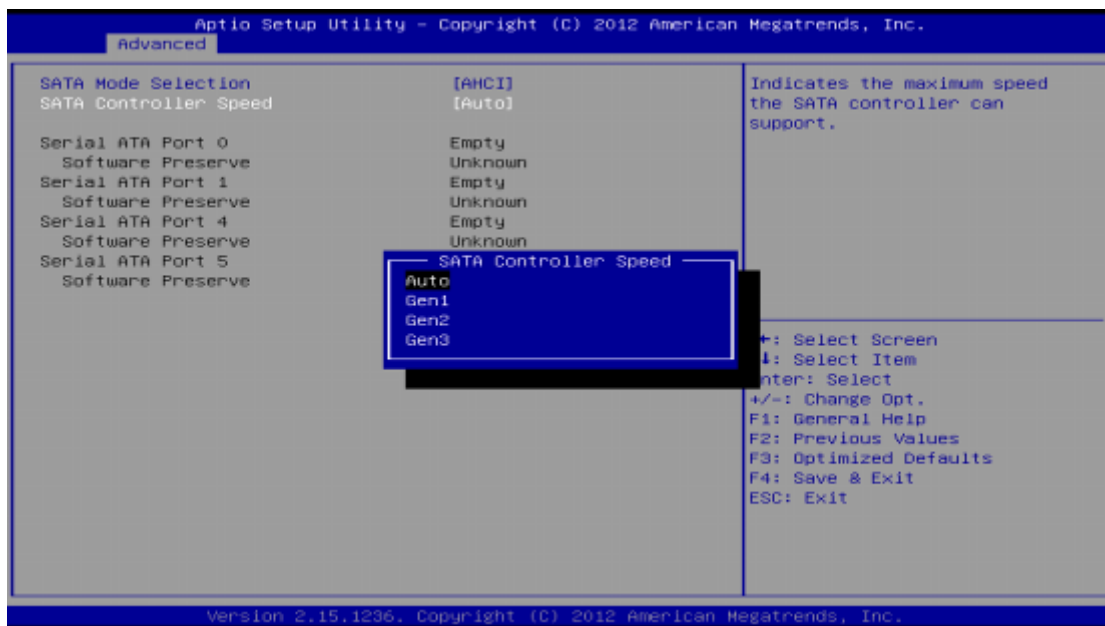 Aptio Setup Utility – Copyright (C) 2012 American Megatrends, Inc.
Advanced
SATA Mode Selection [AHCI]
SATA Controller Speed [Auto]
Serial ATA Port 0 Empty
Software Preserve Unknown
Serial ATA Port 1 Empty
Software Preserve Unknown
Serial ATA Port 4 Empty
Software Preserve Unknown
Serial ATA Port 5
Software Preserve
SATA Controller Speed
Auto
Gen1
Gen2
Gen3
Indicates the maximum speed
the SATA controller can
support.
: Select Screen
: Select Item
nter: Select
+/-: Change Opt.
F1: General Help
F2: Previous Values
F3: Optimized Defaults
F4: Save & Exit
ESC: Exit
Version 2.15.1236. Copyright (C) 2012 American Megatrends, Inc.